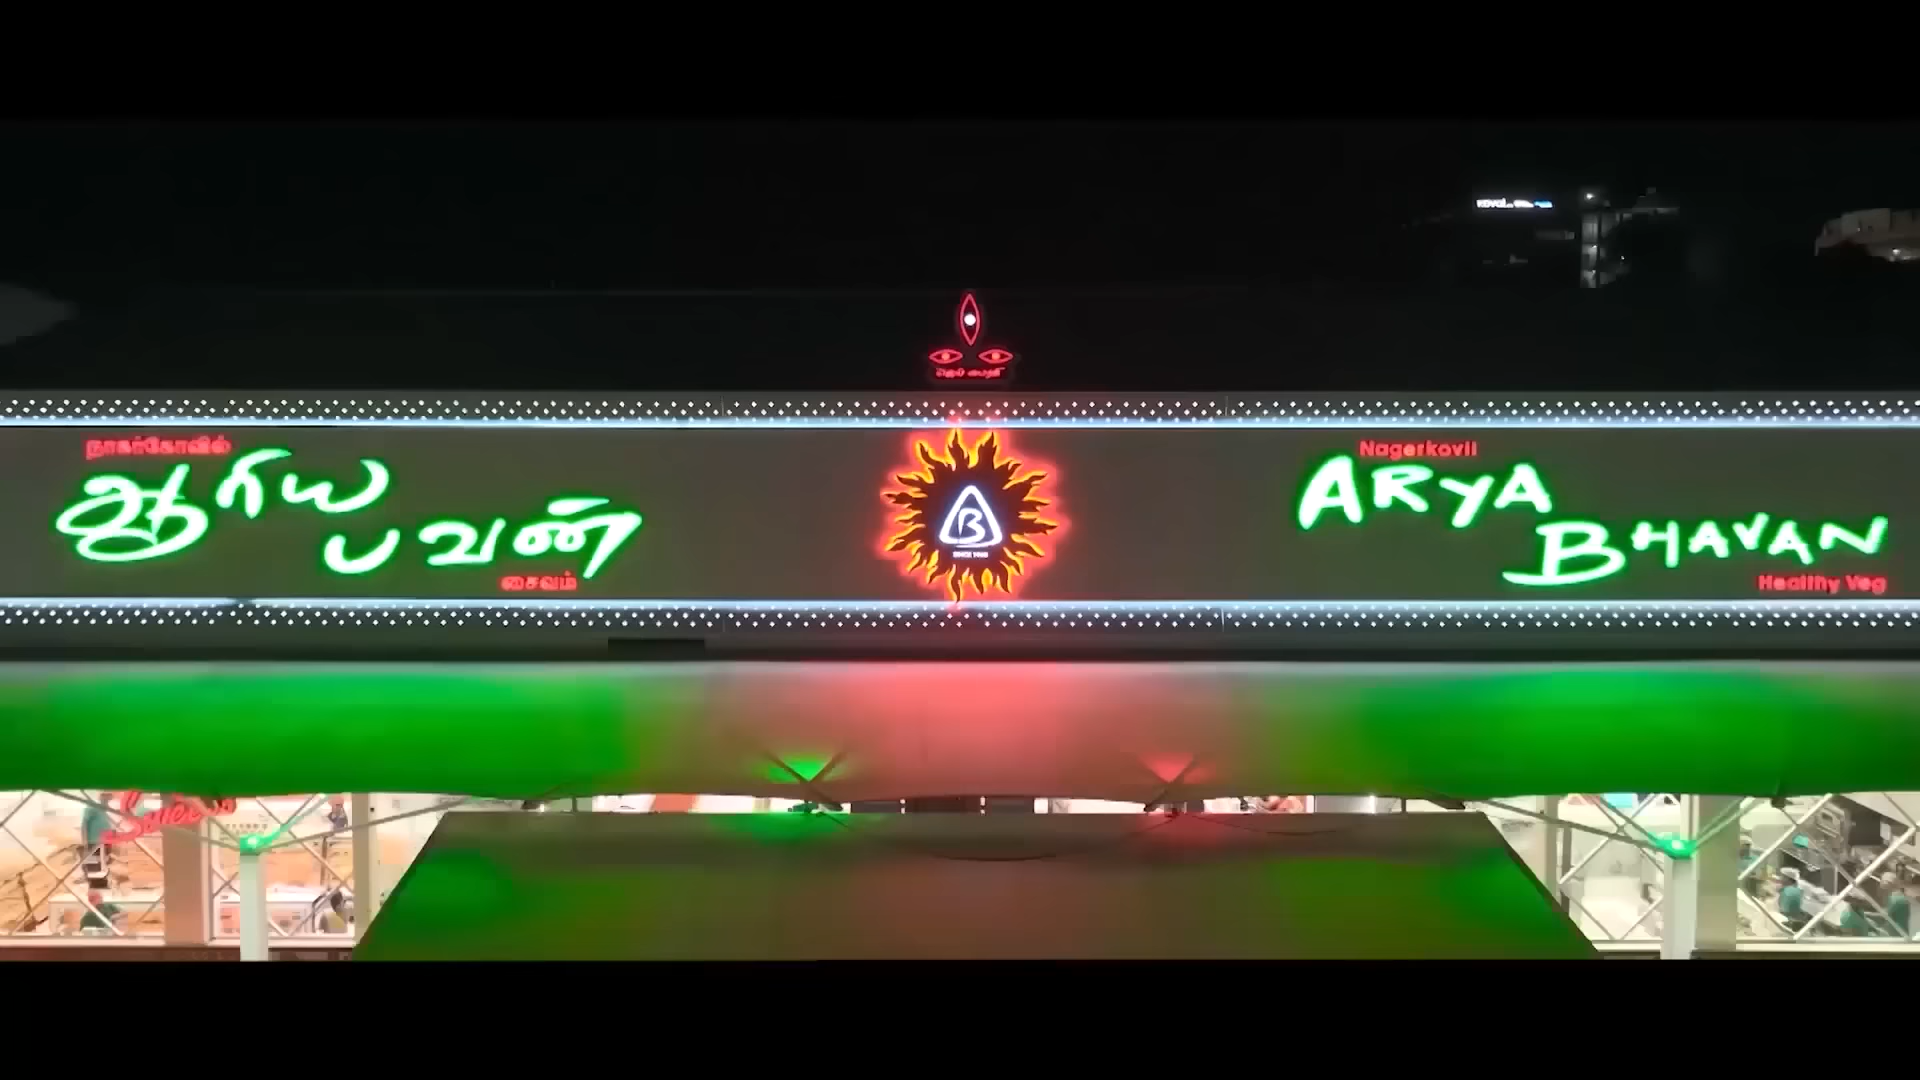 நாகர்கோவில்
ஆரிய
பவன்
சைவம்
B
Nagerkovil
ARYA
BHAVAN
Healthy Veg